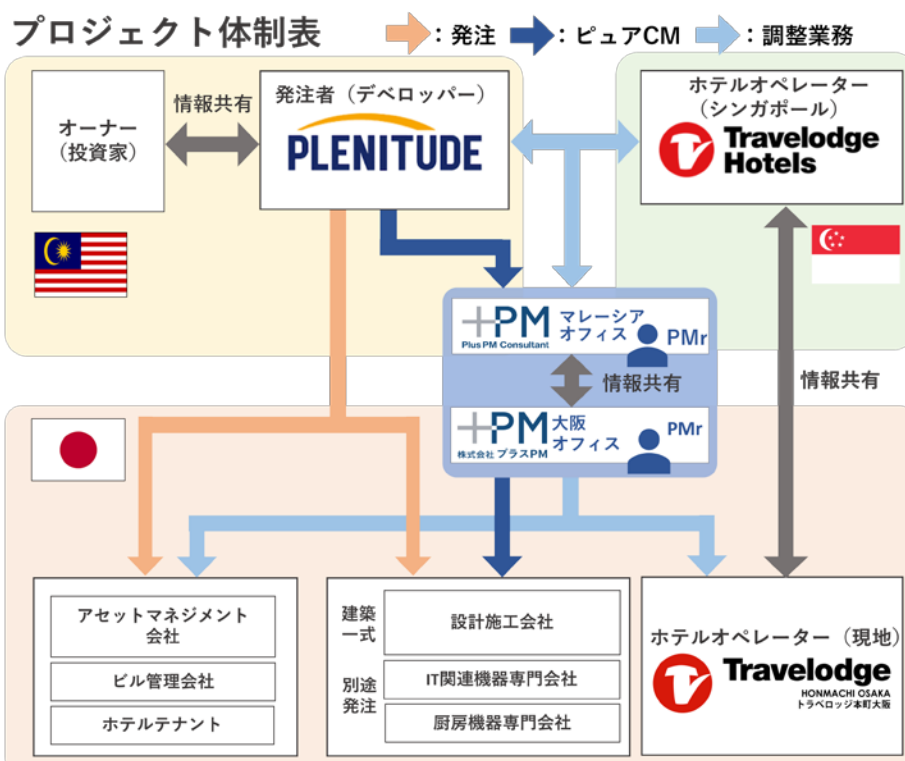 プロジェクト体制表
：発注
：ピュアCM
：調整業務
オーナー
（投資家）
情報共有
発注者（デベロッパー）
PLENITUDE
ホテルオペレーター
（シンガポール）
Travelodge
Hotels
+PM
Plus PM Consultant
マレーシア
オフィス
PMr
情報共有
情報共有
+PM
株式会社 プラスPM
大阪
オフィス
PMr
アセットマネジメント
会社
ビル管理会社
ホテルテナント
建築
一式
設計施工会社
別途
発注
IT関連機器専門会社
厨房機器専門会社
ホテルオペレーター（現地）
Travelodge
HONMACHI OSAKA
トラベロッジ本町大阪